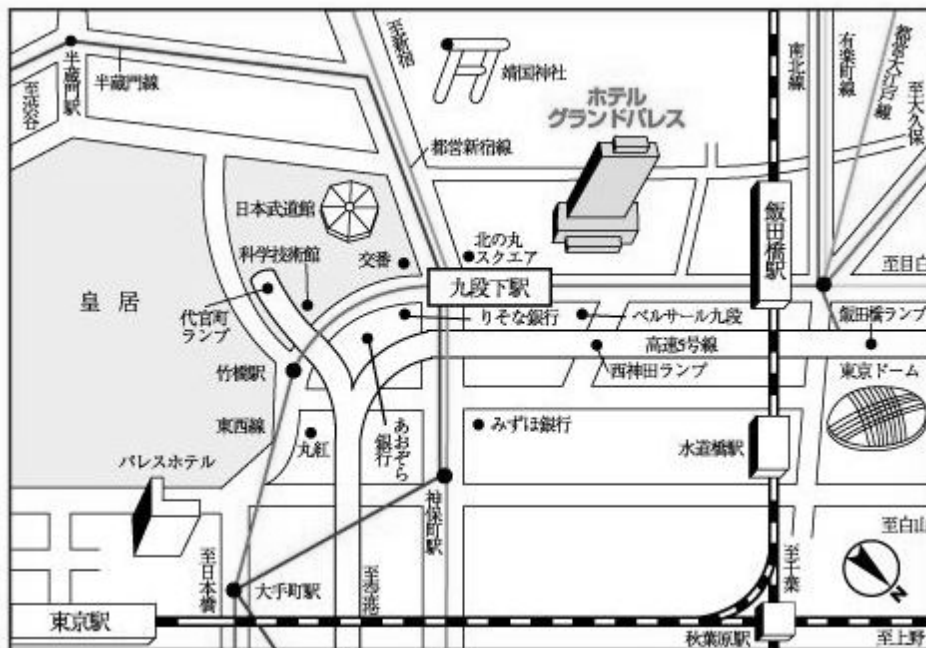 至新宿
靖国神社
南北線
有楽町線
都営大江戸線
至大久保
半蔵門駅
半蔵門線
至渋谷
ホテル
グランドパレス
都営新宿線
日本武道館
飯田橋駅
科学技術館
交番
北の丸
スクエア
至目白
皇居
九段下駅
代官町
ランプ
りそな銀行
ベルサール九段
飯田橋ランプ
高速5号線
竹橋駅
西神田ランプ
東京ドーム
東西線
丸紅
あおぞら
銀行
みずほ銀行
水道橋駅
パレスホテル
神保町駅
至白山
至日本橋
大手町駅
至空港
至千葉
N
東京駅
秋葉原駅
至上野